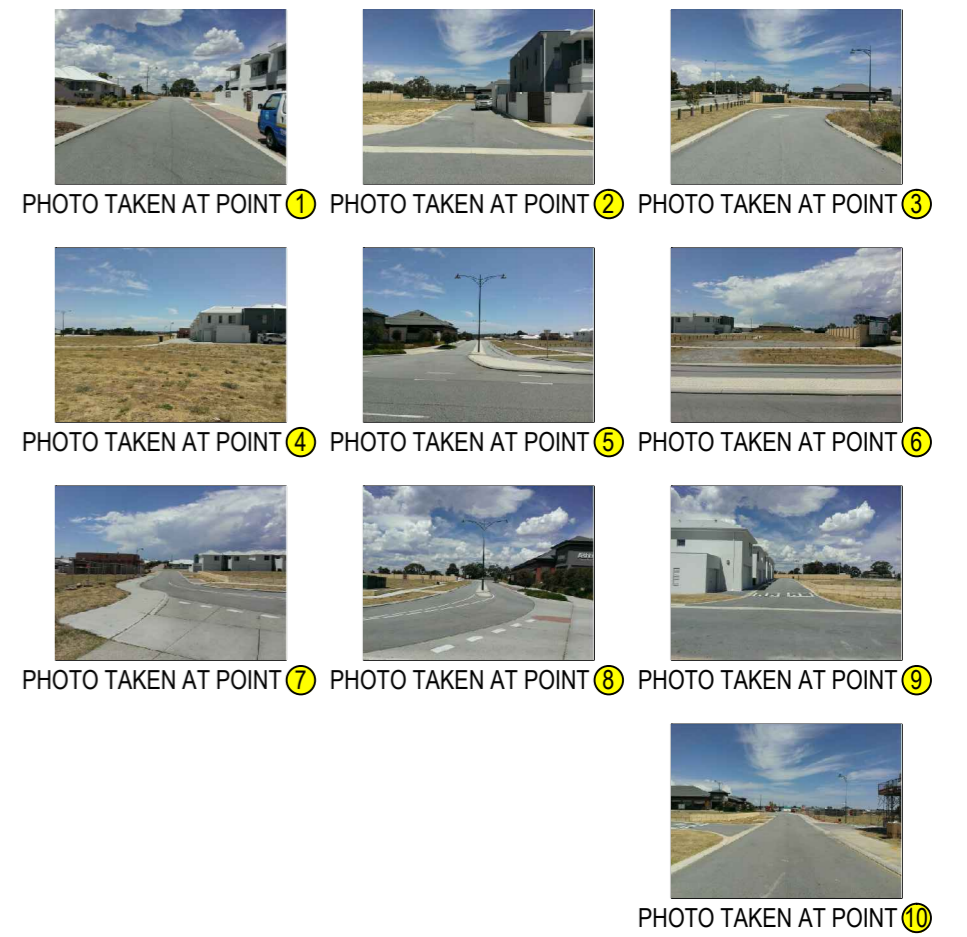 PHOTO TAKEN AT POINT 1
PHOTO TAKEN AT POINT 2
PHOTO TAKEN AT POINT 3
PHOTO TAKEN AT POINT 4
PHOTO TAKEN AT POINT 5
PHOTO TAKEN AT POINT 6
PHOTO TAKEN AT POINT 7
PHOTO TAKEN AT POINT 8
PHOTO TAKEN AT POINT 9
PHOTO TAKEN AT POINT 10